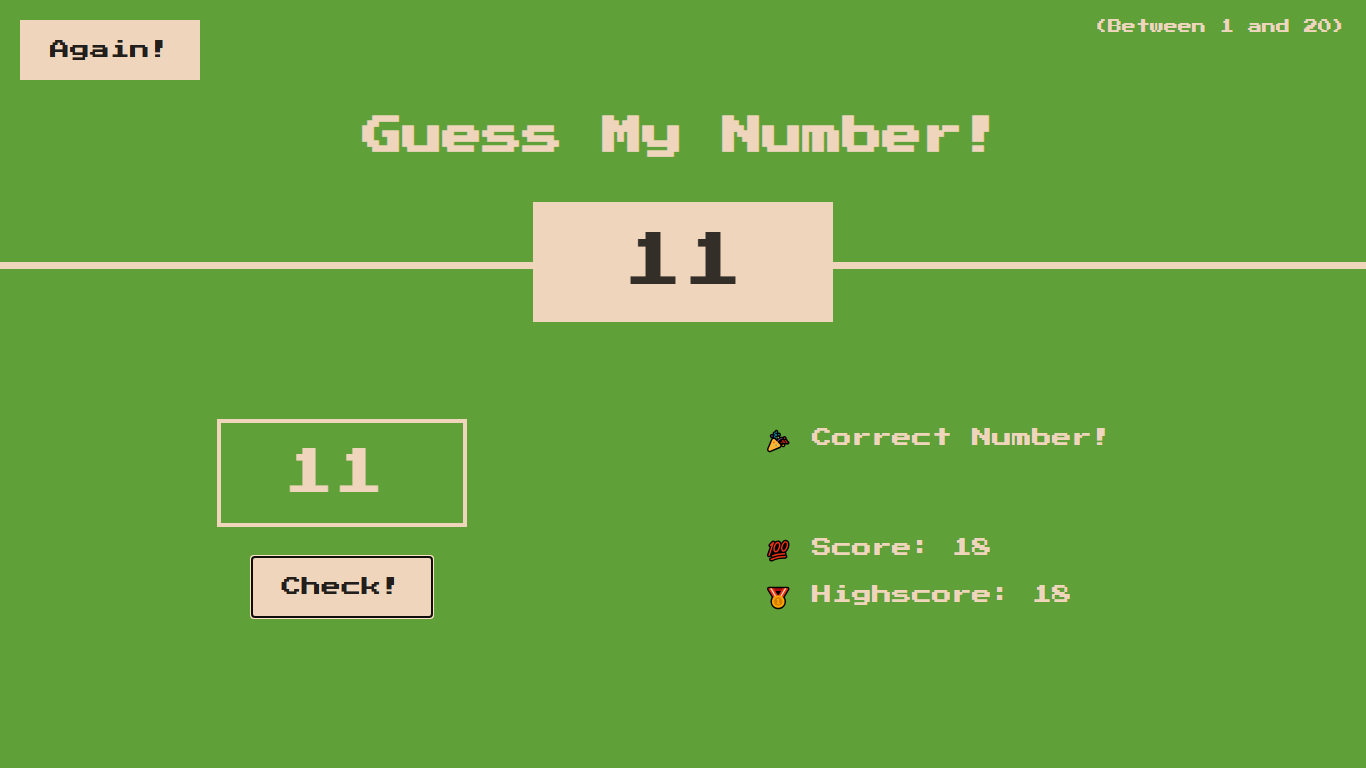 Again!
(Between 1 and 20)
Guess My Number!
11
11
Check!
🎉 Correct Number!
💯 Score: 18
🥇 Highscore: 18